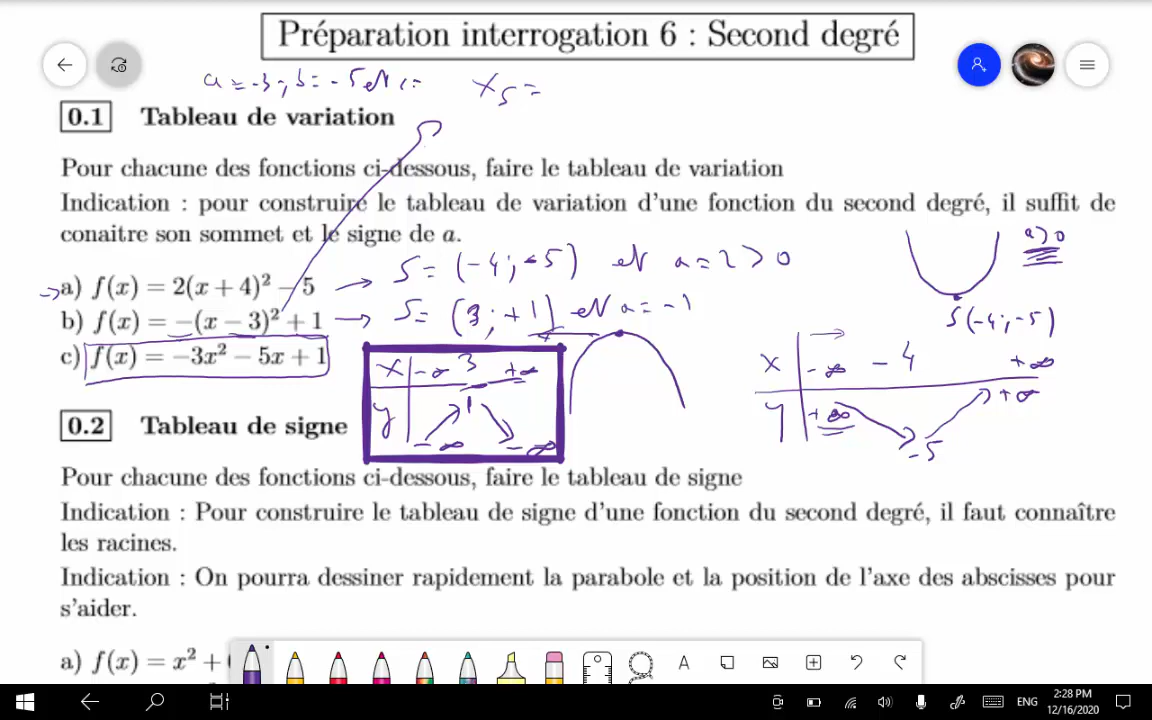 Préparation interrogation 6 : Second degré
a = -3 ; b = -5 et c = x_S =
0.1 Tableau de variation
Pour chacune des fonctions ci-dessous, faire le tableau de variation
Indication : pour construire le tableau de variation d'une fonction du second degré, il suffit de
conaitre son sommet et le signe de a.
a > 0
a) f(x) = 2(x + 4)² − 5 → S = (-4 ; -5) et a = 2 > 0
b) f(x) = −(x − 3)² + 1 → S = (3 ; +1) et a = -1
S(-4 ; -5)
c) f(x) = −3x² − 5x + 1
x -∞ 3 +∞
y -∞ 1 -∞
x -∞ -4 +∞
y +∞ -5 +∞
0.2 Tableau de signe
Pour chacune des fonctions ci-dessous, faire le tableau de signe
Indication : Pour construire le tableau de signe d'une fonction du second degré, il faut connaître
les racines.
Indication : On pourra dessiner rapidement la parabole et la position de l'axe des abscisses pour
s'aider.
a) f(x) = x² +
A
ENG
2:28 PM
12/16/2020